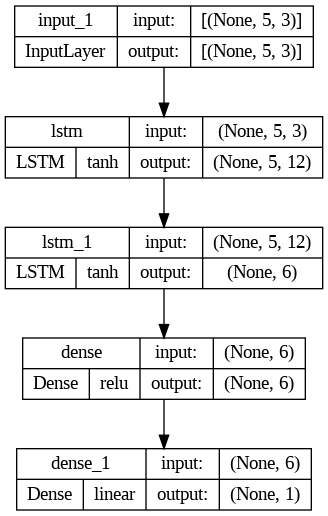 input_1 input: [(None, 5, 3)]
InputLayer output: [(None, 5, 3)]
lstm input: (None, 5, 3)
LSTM tanh output: (None, 5, 12)
lstm_1 input: (None, 5, 12)
LSTM tanh output: (None, 6)
dense input: (None, 6)
Dense relu output: (None, 6)
dense_1 input: (None, 6)
Dense linear output: (None, 1)